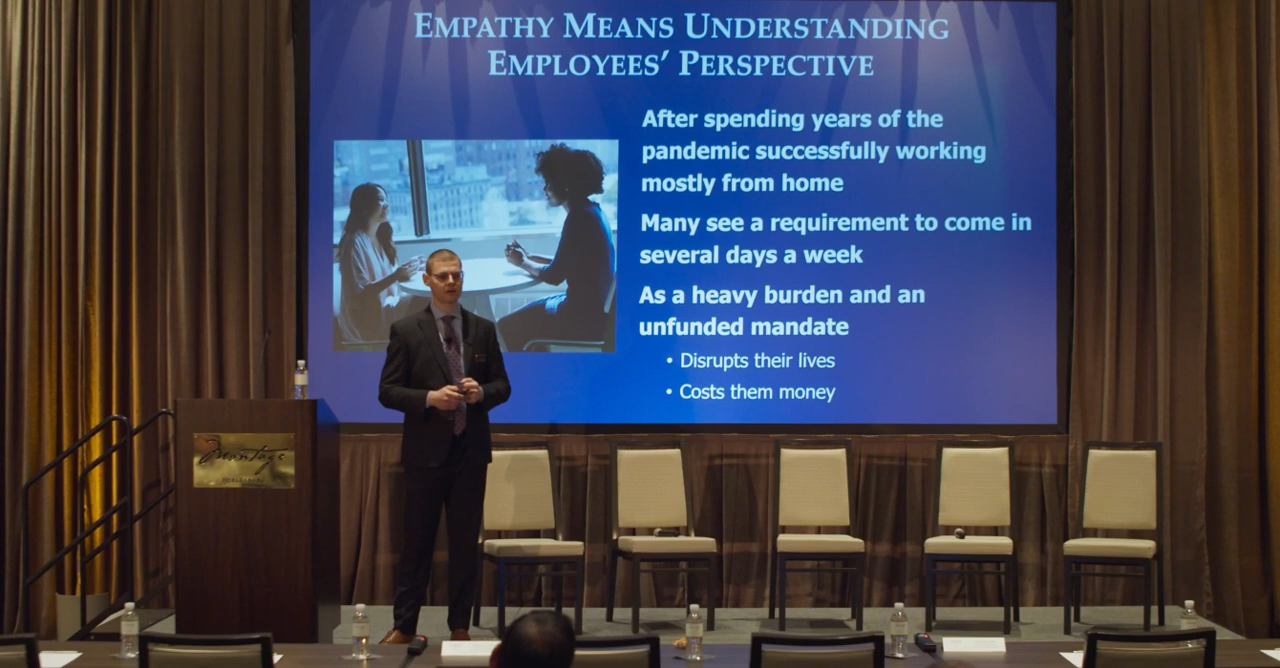 EMPATHY MEANS UNDERSTANDING
EMPLOYEES’ PERSPECTIVE
After spending years of the
pandemic successfully working
mostly from home
Many see a requirement to come in
several days a week
As a heavy burden and an
unfunded mandate
• Disrupts their lives
• Costs them money
Montage